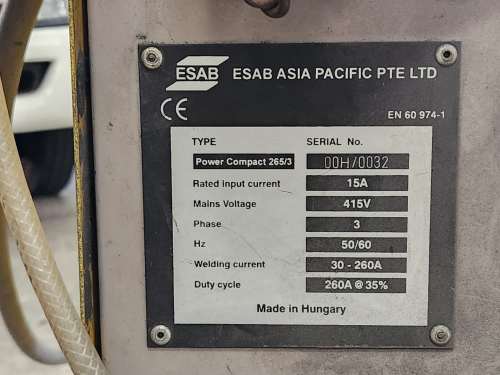 ESAB ESAB ASIA PACIFIC PTE LTD
CE EN 60 974-1
TYPE SERIAL No.
Power Compact 265/3 00H/0032
Rated input current 15A
Mains Voltage 415V
Phase 3
Hz 50/60
Welding current 30 - 260A
Duty cycle 260A @ 35%
Made in Hungary